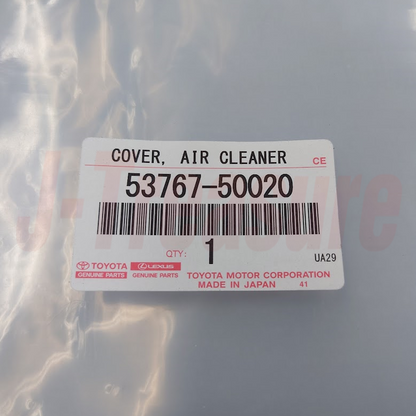 COVER, AIR CLEANER CE
53767-50020
QTY: 1 UA29
TOYOTA LEXUS TOYOTA MOTOR CORPORATION
GENUINE PARTS GENUINE PARTS MADE IN JAPAN 41
J-Treasure